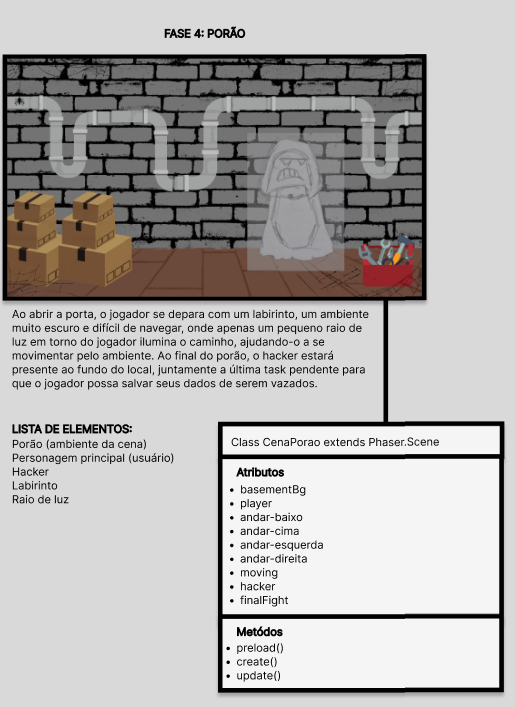 FASE 4: PORÃO
Ao abrir a porta, o jogador se depara com um labirinto, um ambiente
muito escuro e difícil de navegar, onde apenas um pequeno raio de
luz em torno do jogador ilumina o caminho, ajudando-o a se
movimentar pelo ambiente. Ao final do porão, o hacker estará
presente ao fundo do local, juntamente a última task pendente para
que o jogador possa salvar seus dados de serem vazados.
LISTA DE ELEMENTOS:
Porão (ambiente da cena)
Personagem principal (usuário)
Hacker
Labirinto
Raio de luz
Class CenaPorao extends Phaser.Scene
Atributos
• basementBg
• player
• andar-baixo
• andar-cima
• andar-esquerda
• andar-direita
• moving
• hacker
• finalFight
Metódos
• preload()
• create()
• update()